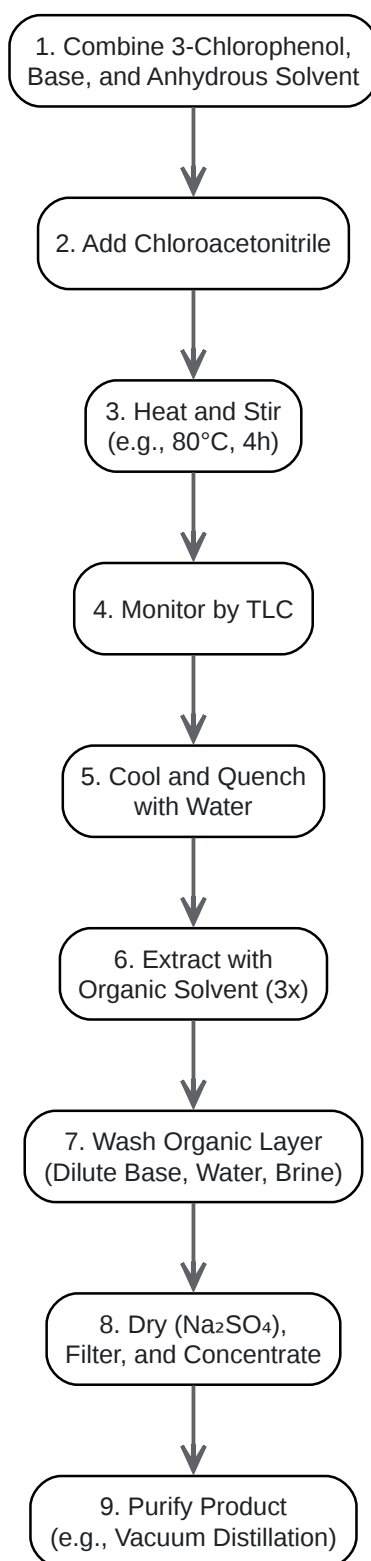 1. Combine 3-Chlorophenol,
Base, and Anhydrous Solvent
2. Add Chloroacetonitrile
3. Heat and Stir
(e.g., 80°C, 4h)
4. Monitor by TLC
5. Cool and Quench
with Water
6. Extract with
Organic Solvent (3x)
7. Wash Organic Layer
(Dilute Base, Water, Brine)
8. Dry (Na₂SO₄),
Filter, and Concentrate
9. Purify Product
(e.g., Vacuum Distillation)